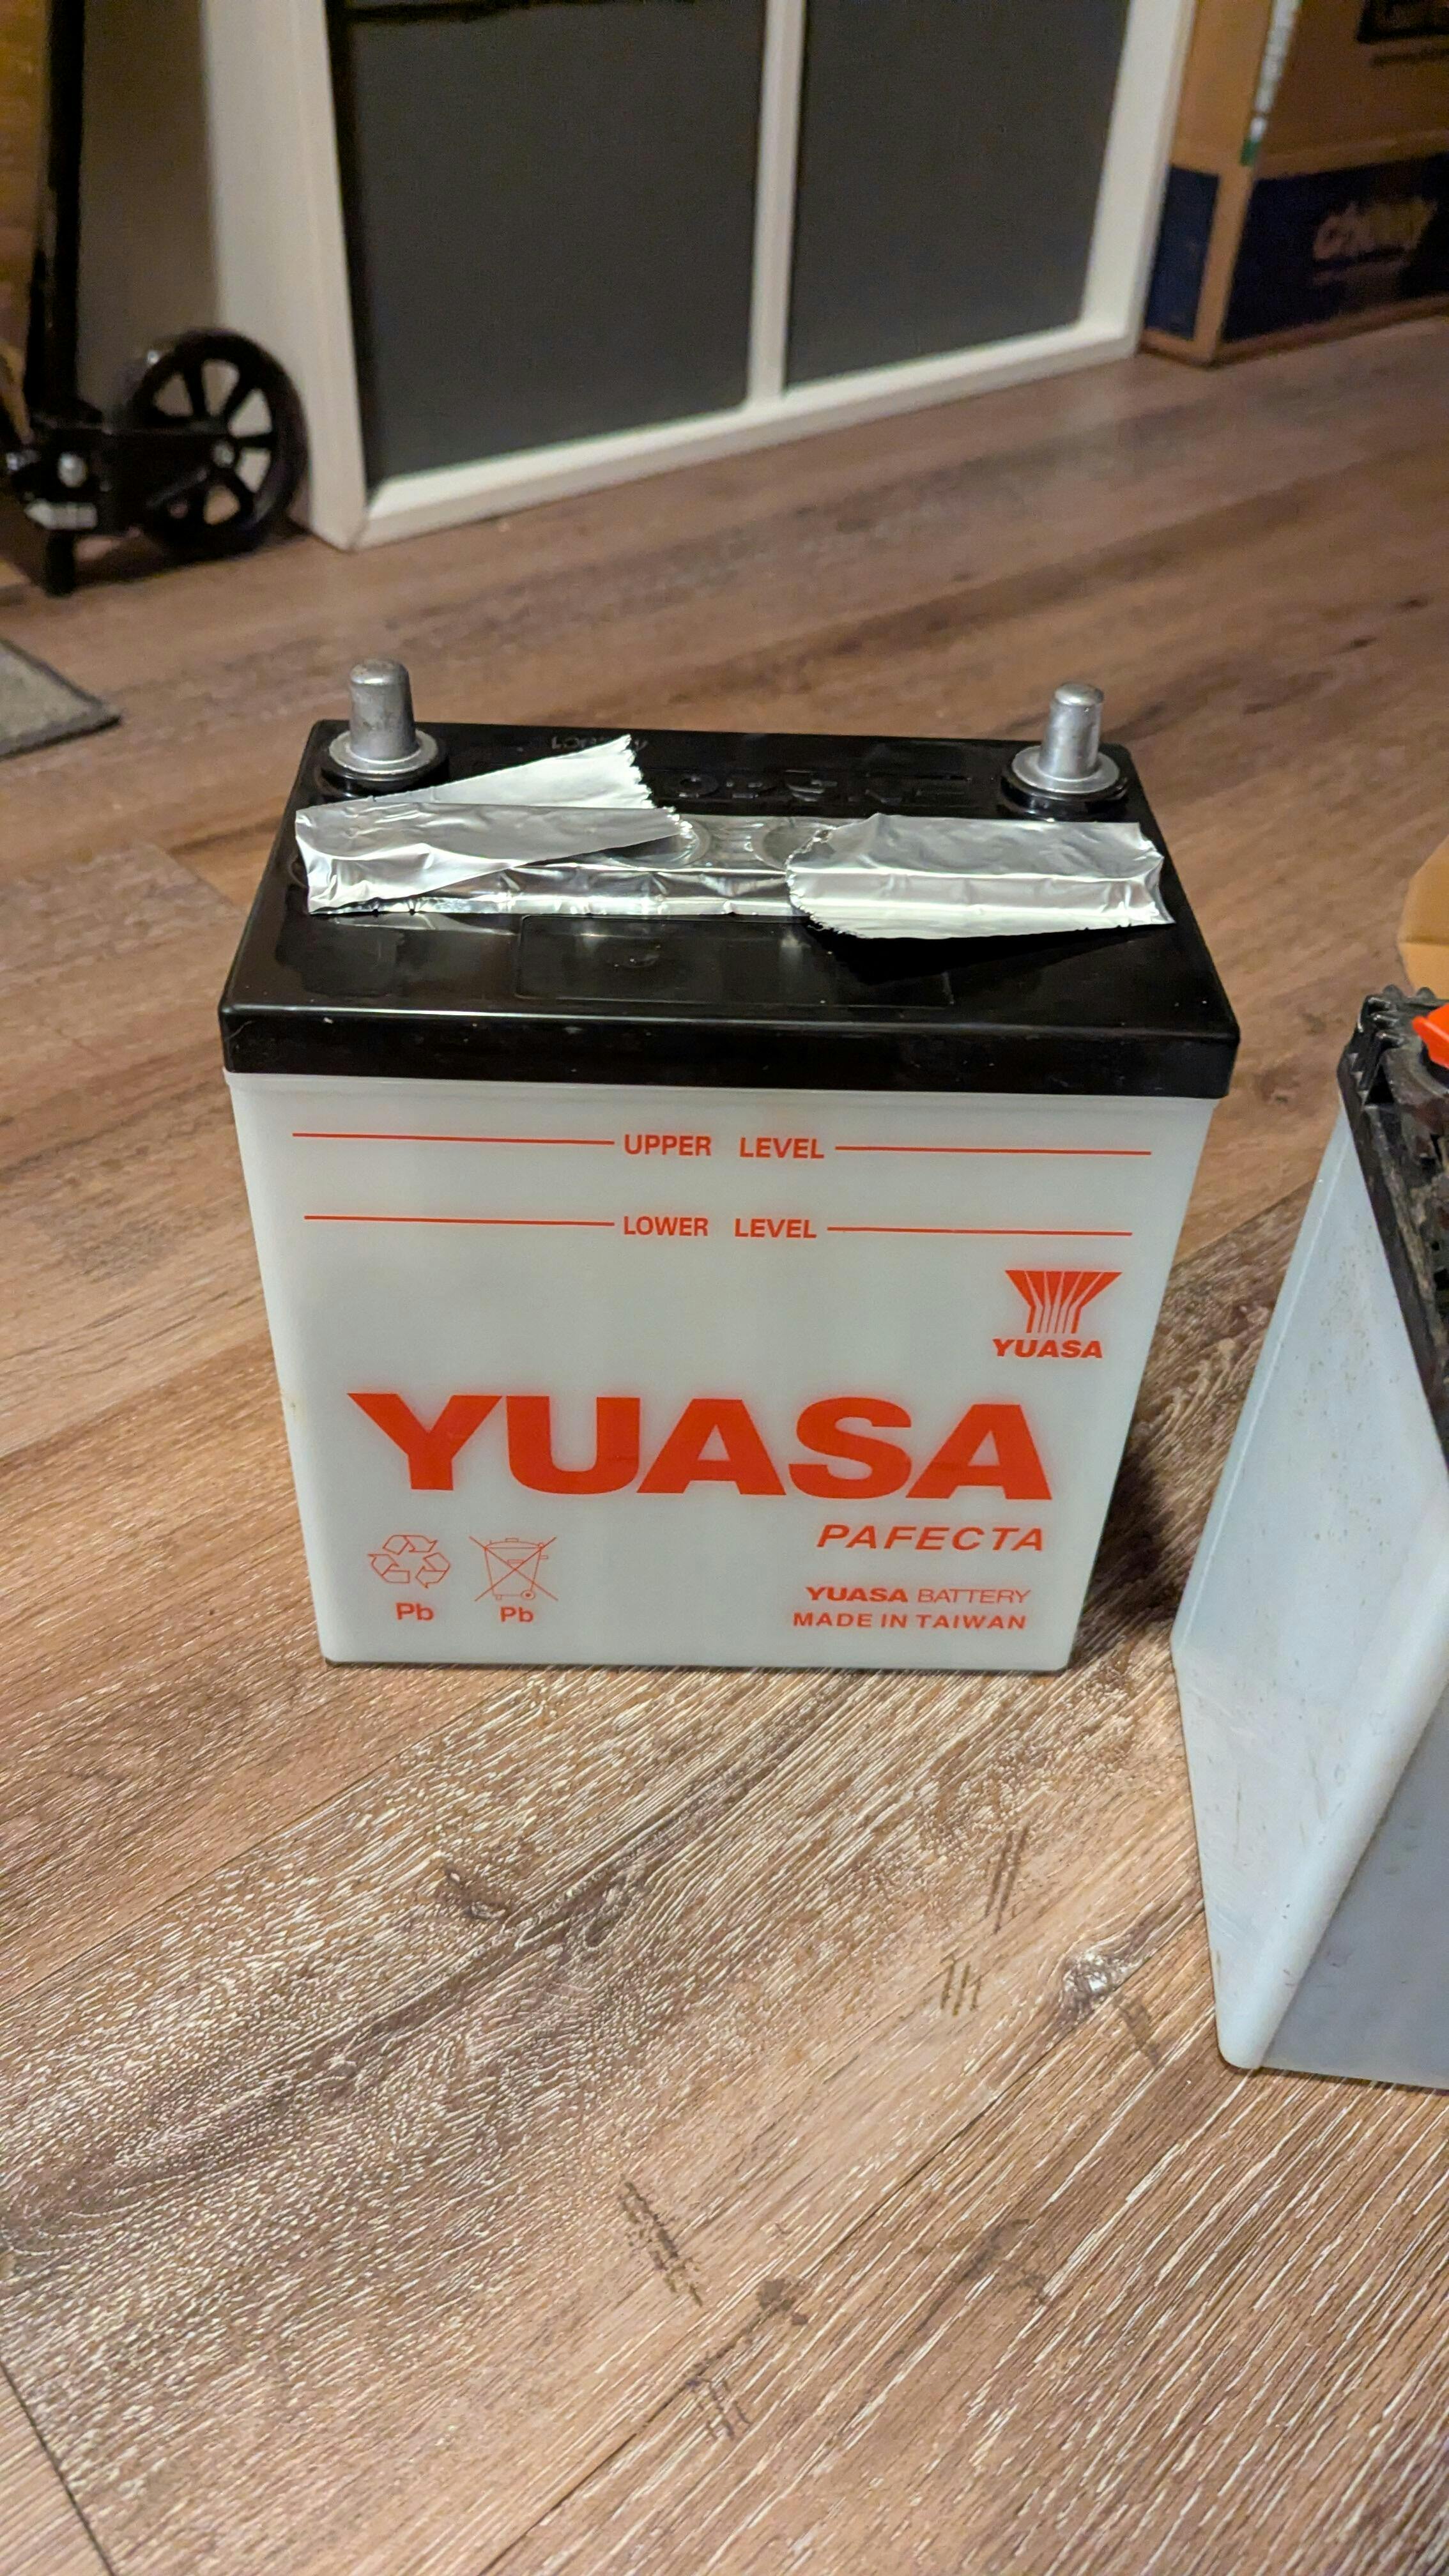 UPPER LEVEL
LOWER LEVEL
YUASA
YUASA
PAFECTA
Pb
Pb
YUASA BATTERY
MADE IN TAIWAN